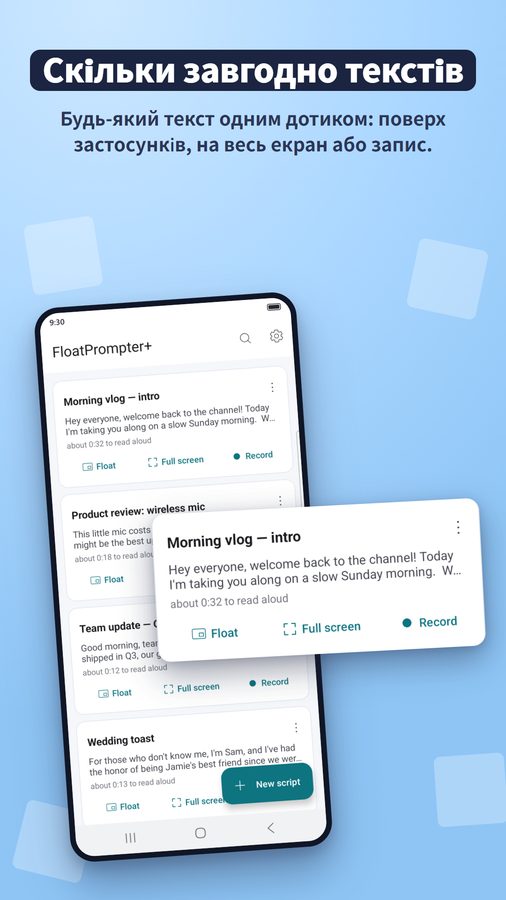 Скільки завгодно текстів
Будь-який текст одним дотиком: поверх
застосунків, на весь екран або запис.
9:30
FloatPrompter+
Morning vlog — intro
Hey everyone, welcome back to the channel! Today
I'm taking you along on a slow Sunday morning. W...
about 0:32 to read aloud
Float
Full screen
Record
Product review: wireless mic
This little mic costs
might be the best u
about 0:18 to read alou
Float
Morning vlog — intro
Hey everyone, welcome back to the channel! Today
I'm taking you along on a slow Sunday morning. W...
about 0:32 to read aloud
Float
Full screen
Record
Team update —
Good morning, tear
shipped in Q3, our g
about 0:12 to read aloud
Float
Full screen
Record
Wedding toast
For those who don't know me, I'm Sam, and I've had
the honor of being Jamie's best friend since we wer...
about 0:13 to read aloud
Float
Full screen
New script